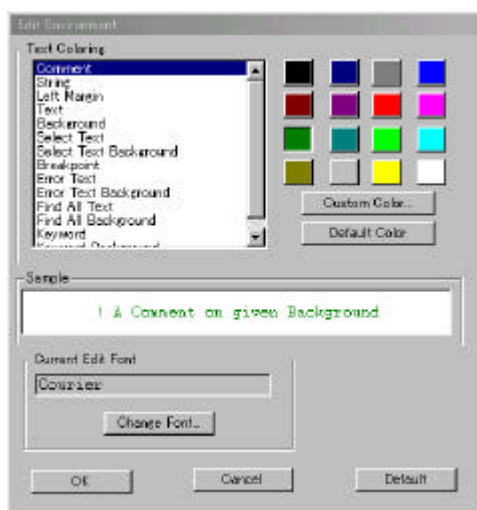 Edit Environment
Text Coloring
Comment
String
Left Margin
Text
Background
Select Text
Select Text Background
Breakpoint
Error Text
Error Text Background
Find All Text
Find All Background
Keyword
Keyword Background
Custom Color...
Default Color
Sample
! A Comment on given Background
Current Edit Font
Courier
Change Font...
OK
Cancel
Default